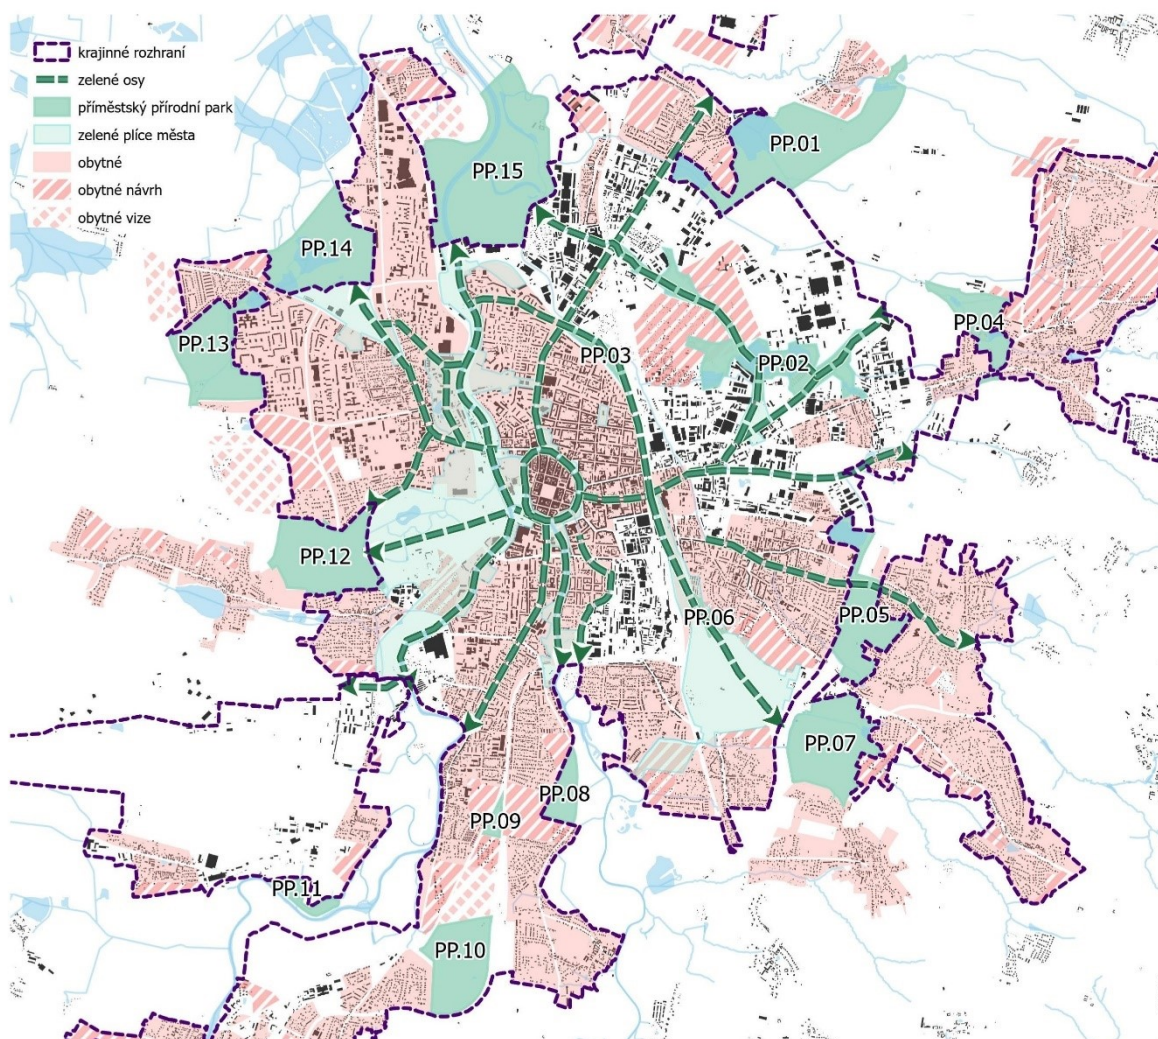 krajinné rozhraní
zelené osy
příměstský přírodní park
zelené plíce města
obytné
obytné návrh
obytné vize
PP.01
PP.15
PP.14
PP.04
PP.13
PP.03
PP.02
PP.12
PP.05
PP.06
PP.07
PP.08
PP.09
PP.11
PP.10